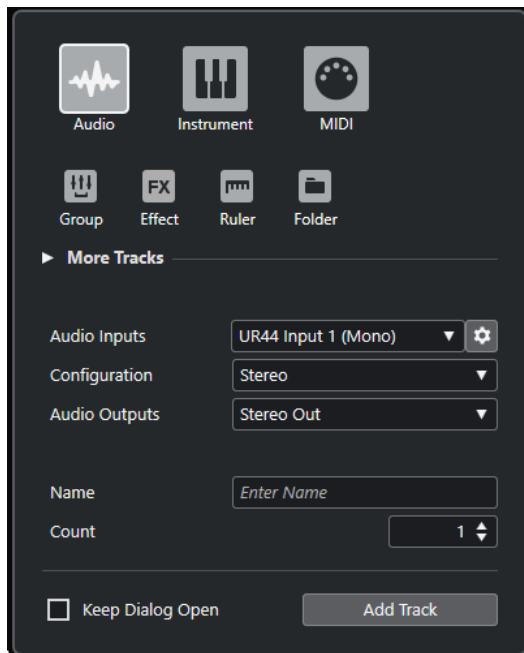 Audio Instrument MIDI
FX
Group Effect Ruler Folder
More Tracks
Audio Inputs UR44 Input 1 (Mono)
Configuration Stereo
Audio Outputs Stereo Out
Name Enter Name
Count 1
Keep Dialog Open Add Track